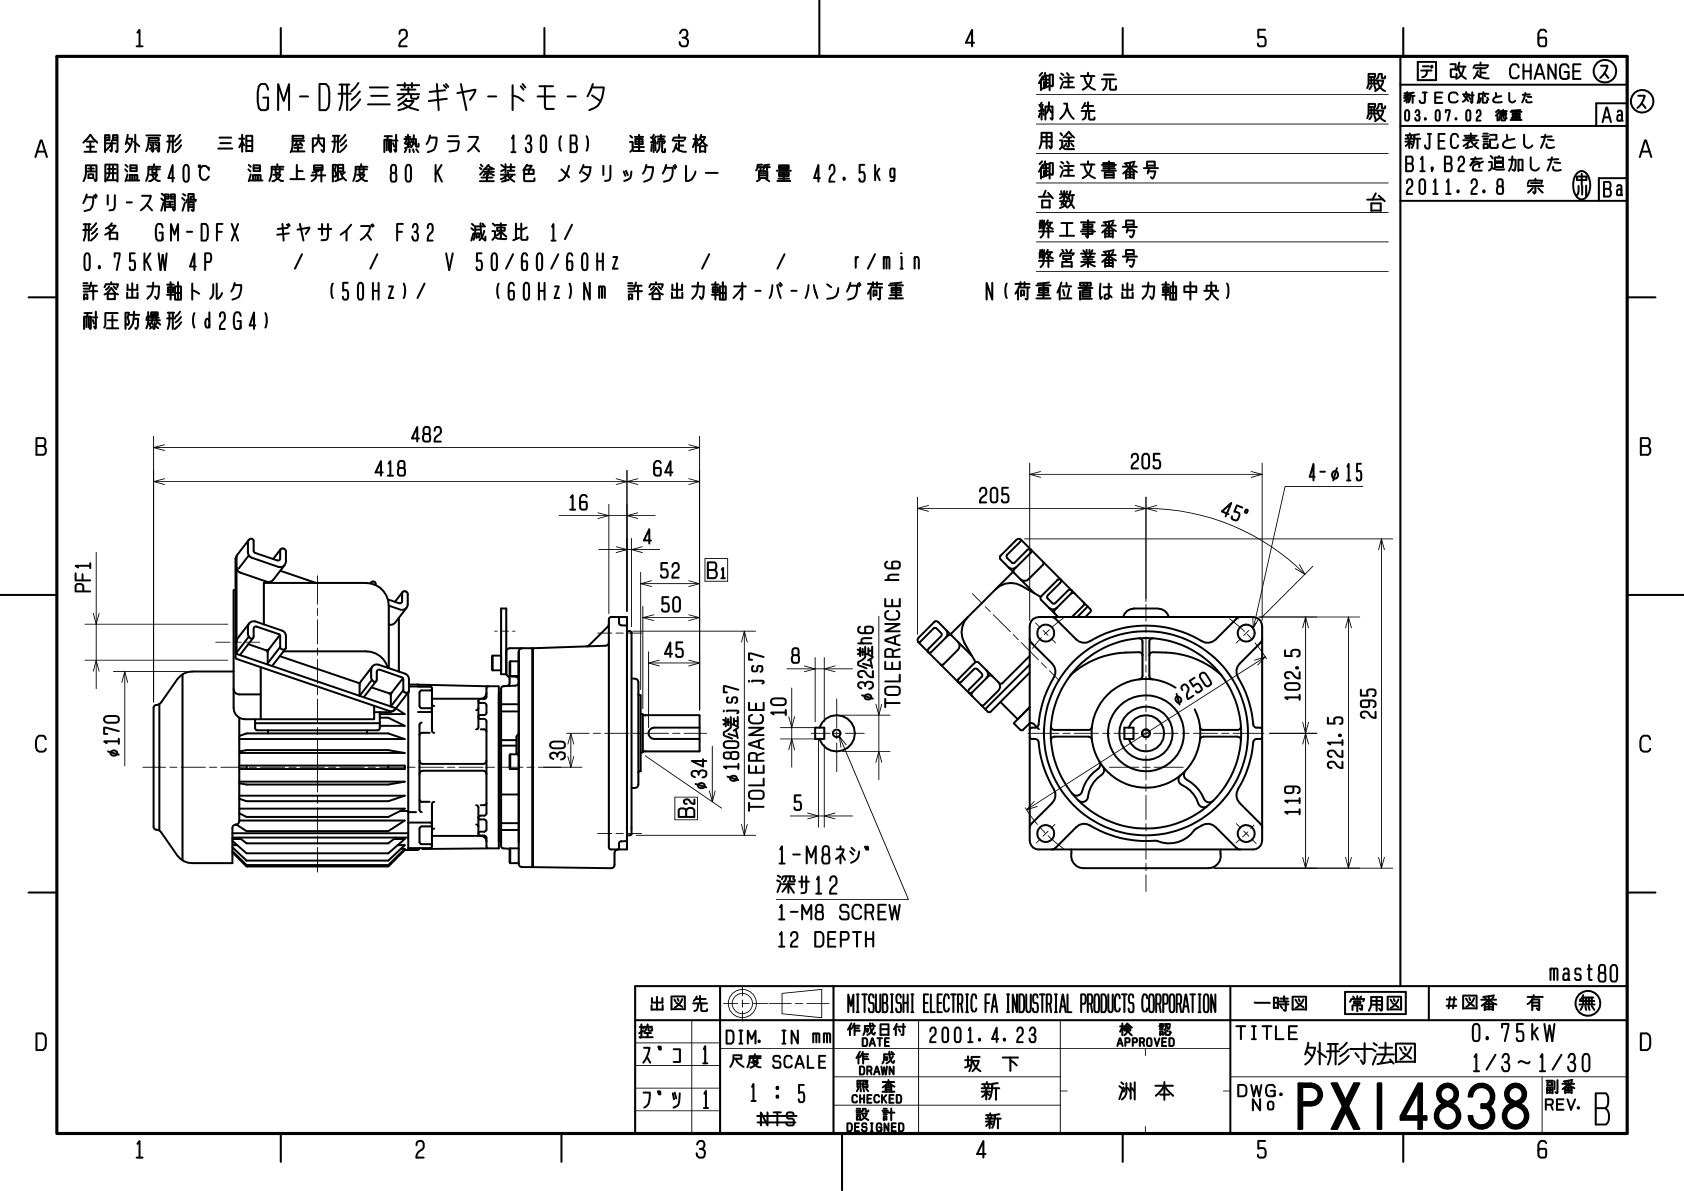 1 2 3 4 5 6
GM-D形三菱ギヤードモータ
全閉外扇形 三相 屋内形 耐熱クラス 130(B) 連続定格
周囲温度40℃ 温度上昇限度 80 K 塗装色 メタリックグレー 質量 42.5kg
グリース潤滑
形名 GM-DFX ギヤサイズ F32 減速比 1/
0.75KW 4P / / V 50/60/60Hz / / r/min
許容出力軸トルク (50Hz)/ (60Hz)Nm 許容出力軸オーバーハング荷重 N(荷重位置は出力軸中央)
耐圧防爆形(d2G4)
御注文元 殿
納入先 殿
用途
御注文書番号
台数 台
弊工事番号
弊営業番号
デ 改定 CHANGE ス
新JEC対応とした
03.07.02 徳重 Aa
ス
新JEC表記とした
B1,B2を追加した
2011.2.8 宗 Ba
A A
B B
C C
D D
482
418 64
16
4
52 B1
50
45
PF1
φ170
30
φ34
B2
φ180公差js7
TOLERANCE js7
8
10
5
φ32公差h6
TOLERANCE h6
1-M8ネジ
深サ12
1-M8 SCREW
12 DEPTH
205
205
4-φ15
45°
φ250
102.5
119
221.5
295
mast80
出図先
控
ズコ 1
ブツ 1
DIM. IN mm
尺度 SCALE
1 : 5
NTS
MITSUBISHI ELECTRIC FA INDUSTRIAL PRODUCTS CORPORATION
作成日付 DATE 2001.4.23
検認 APPROVED
作成 DRAWN 坂下
照査 CHECKED 新
洲本
設計 DESIGNED 新
一時図 常用図 #図番 有 無
TITLE
外形寸法図
0.75kW
1/3~1/30
DWG. No PX14838
副番 REV. B
1 2 3 4 5 6